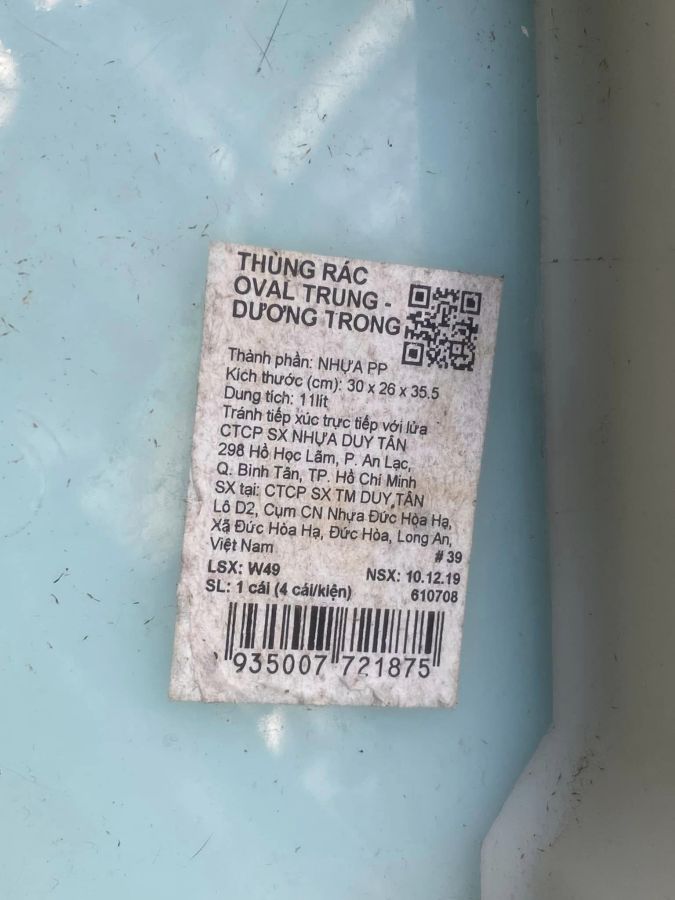 THÙNG RÁC
OVAL TRUNG -
DƯƠNG TRONG
Thành phần: NHỰA PP
Kích thước (cm): 30 x 26 x 35.5
Dung tích: 11lít
Tránh tiếp xúc trực tiếp với lửa
CTCP SX NHỰA DUY TÂN
298 Hồ Học Lãm, P. An Lạc,
Q. Bình Tân, TP. Hồ Chí Minh
SX tại: CTCP SX TM DUY TÂN
Lô D2, Cụm CN Nhựa Đức Hòa Hạ,
Xã Đức Hòa Hạ, Đức Hòa, Long An,
Việt Nam
# 39
LSX: W49 NSX: 10.12.19
SL: 1 cái (4 cái/kiện) 610708
935007 721875